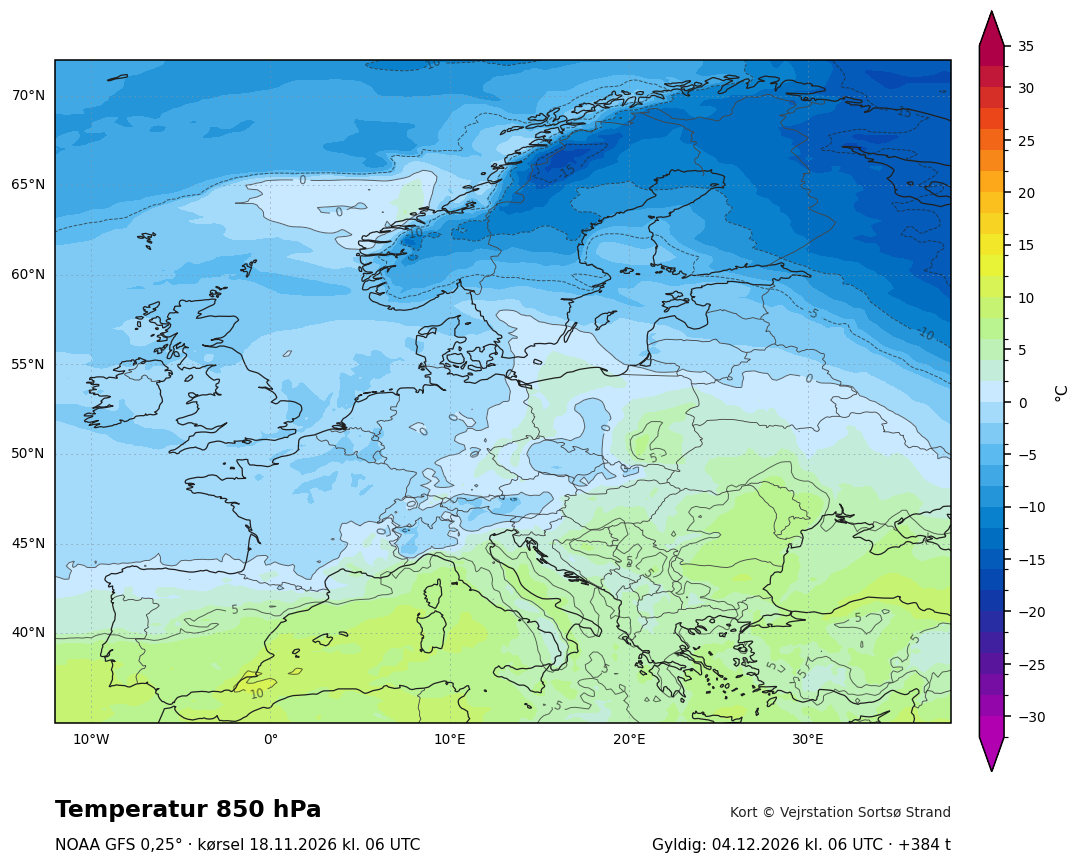 70°N
65°N
60°N
55°N
50°N
45°N
40°N
10°W
0°
10°E
20°E
30°E
35
30
25
20
15
10
5
0
−5
−10
−15
−20
−25
−30
°C
Temperatur 850 hPa
Kort © Vejrstation Sortsø Strand
NOAA GFS 0,25° · kørsel 18.11.2026 kl. 06 UTC
Gyldig: 04.12.2026 kl. 06 UTC · +384 t